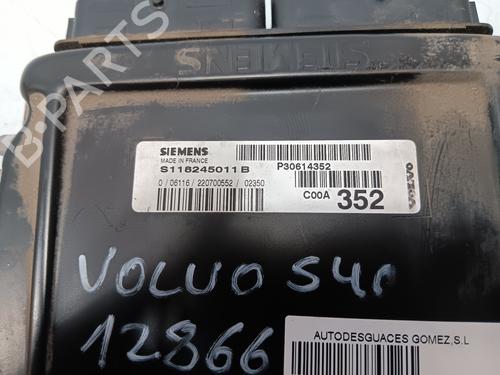 SIEMENS
SIEMENS
MADE IN FRANCE
S118245011B
P30614352
0 / 06116 / 220700552 / 02350
C00A 352
VOLVO
VOLVO S40
12866
AUTODESGUACES GOMEZ,S.L
B-PARTS